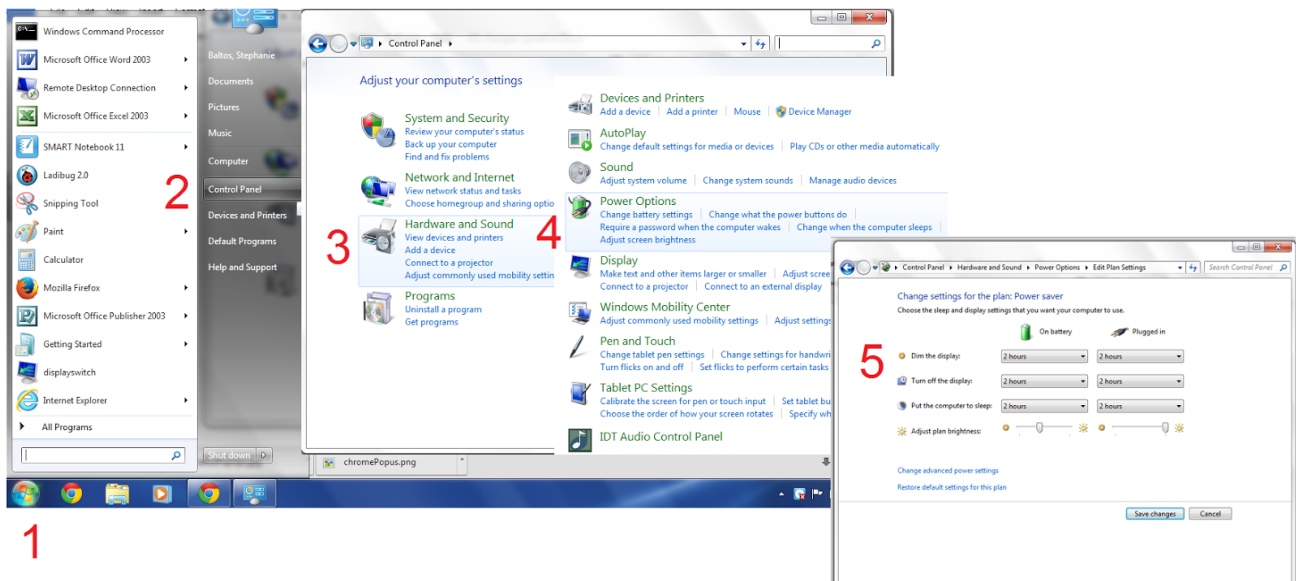 Windows Command Processor
Microsoft Office Word 2003
Remote Desktop Connection
Microsoft Office Excel 2003
SMART Notebook 11
Ladibug 2.0
Snipping Tool
Paint
Calculator
Mozilla Firefox
Microsoft Office Publisher 2003
Getting Started
displayswitch
Internet Explorer
All Programs
2
Baltos, Stephanie
Documents
Pictures
Music
Computer
Control Panel
Devices and Printers
Default Programs
Help and Support
Shut down
1
Control Panel
Adjust your computer's settings
System and Security
Review your computer's status
Back up your computer
Find and fix problems
Network and Internet
View network status and tasks
Choose homegroup and sharing optio
3
Hardware and Sound
View devices and printers
Add a device
Connect to a projector
Adjust commonly used mobility settin
Programs
Uninstall a program
Get programs
chromePopus.png
4
Devices and Printers
Add a device Add a printer Mouse Device Manager
AutoPlay
Change default settings for media or devices Play CDs or other media automatically
Sound
Adjust system volume Change system sounds Manage audio devices
Power Options
Change battery settings Change what the power buttons do
Require a password when the computer wakes Change when the computer sleeps
Adjust screen brightness
Display
Make text and other items larger or smaller Adjust scree
Connect to a projector Connect to an external display
Windows Mobility Center
Adjust commonly used mobility settings Adjust settings
Pen and Touch
Change tablet pen settings Change settings for handwri
Turn flicks on and off Set flicks to perform certain tasks
Tablet PC Settings
Calibrate the screen for pen or touch input Set tablet bu
Choose the order of how your screen rotates Specify wh
IDT Audio Control Panel
Control Panel Hardware and Sound Power Options Edit Plan Settings Search Control Panel
Change settings for the plan: Power saver
Choose the sleep and display settings that you want your computer to use.
On battery Plugged in
5
Dim the display: 2 hours 2 hours
Turn off the display: 2 hours 2 hours
Put the computer to sleep: 2 hours 2 hours
Adjust plan brightness:
Change advanced power settings
Restore default settings for this plan
Save changes Cancel